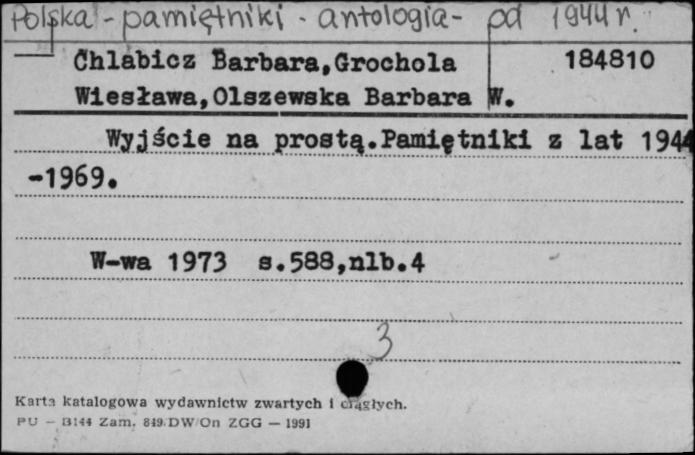 Polska - pamiętniki - antologia - od 1944 r.
Chlabicz Barbara,Grochola 184810
Wiesława,Olszewska Barbara W.
Wyjście na prostą.Pamiętniki z lat 1944
-1969.
W-wa 1973 s.588,nlb.4
3
Karta katalogowa wydawnictw zwartych i ciągłych.
PU — B144 Zam. 849/DW/On ZGG — 1991